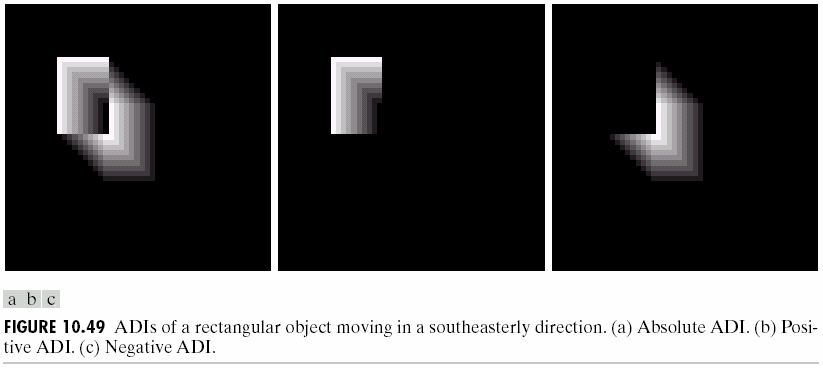 a b c
FIGURE 10.49 ADIs of a rectangular object moving in a southeasterly direction. (a) Absolute ADI. (b) Posi-
tive ADI. (c) Negative ADI.